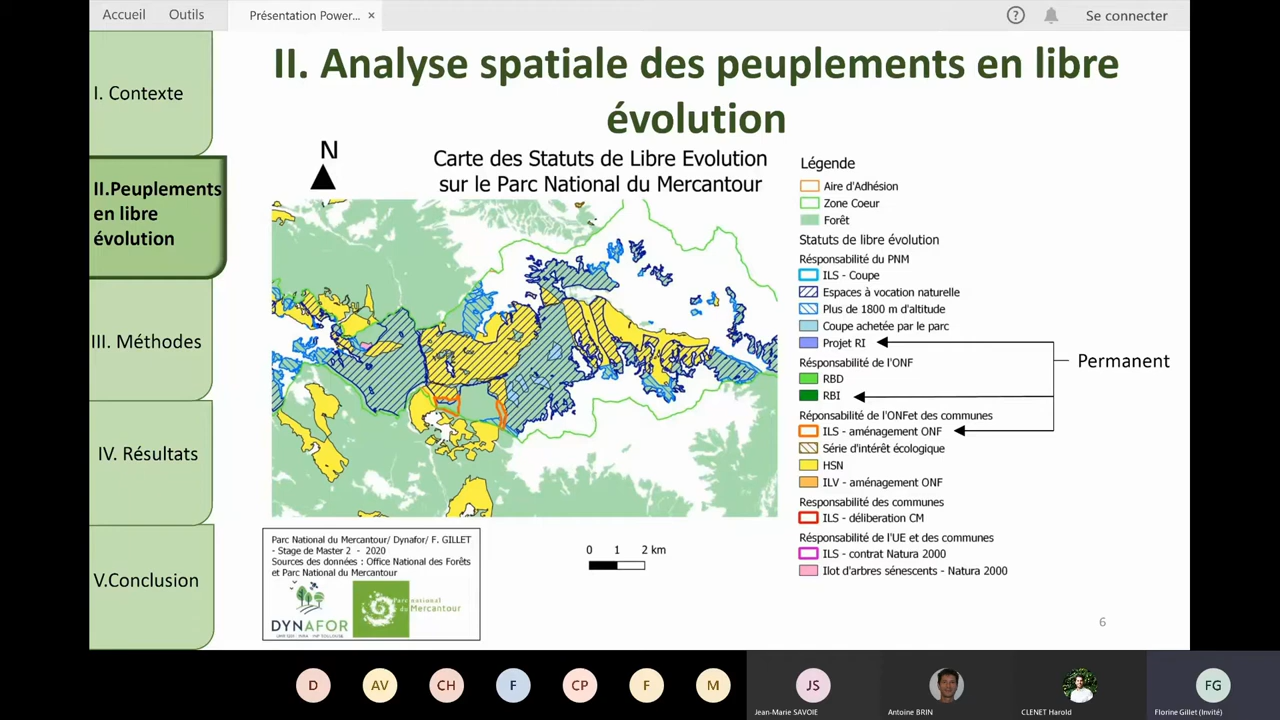 Accueil
Outils
Présentation Power...
×
?
Se connecter
I. Contexte
II.Peuplements
en libre
évolution
III. Méthodes
IV. Résultats
V.Conclusion
II. Analyse spatiale des peuplements en libre
évolution
N
Carte des Statuts de Libre Evolution
sur le Parc National du Mercantour
Légende
Aire d'Adhésion
Zone Coeur
Forêt
Statuts de libre évolution
Résponsabilité du PNM
ILS - Coupe
Espaces à vocation naturelle
Plus de 1800 m d'altitude
Coupe achetée par le parc
Projet RI
Résponsabilité de l'ONF
RBD
RBI
Réponsabilité de l'ONFet des communes
ILS - aménagement ONF
Série d'intérêt écologique
HSN
ILV - aménagement ONF
Responsabilité des communes
ILS - déliberation CM
Résponsabilité de l'UE et des communes
ILS - contrat Natura 2000
Ilot d'arbres sénescents - Natura 2000
Permanent
Parc National du Mercantour/ Dynafor/ F. GILLET
- Stage de Master 2 - 2020
Sources des données : Office National des Forêts
et Parc National du Mercantour
DYNAFOR
Parc national
du Mercantour
0 1 2 km
6
D
AV
CH
F
CP
F
M
JS
FG
Jean-Marie SAVOIE
Antoine BRIN
CLENET Harold
Florine Gillet (Invité)